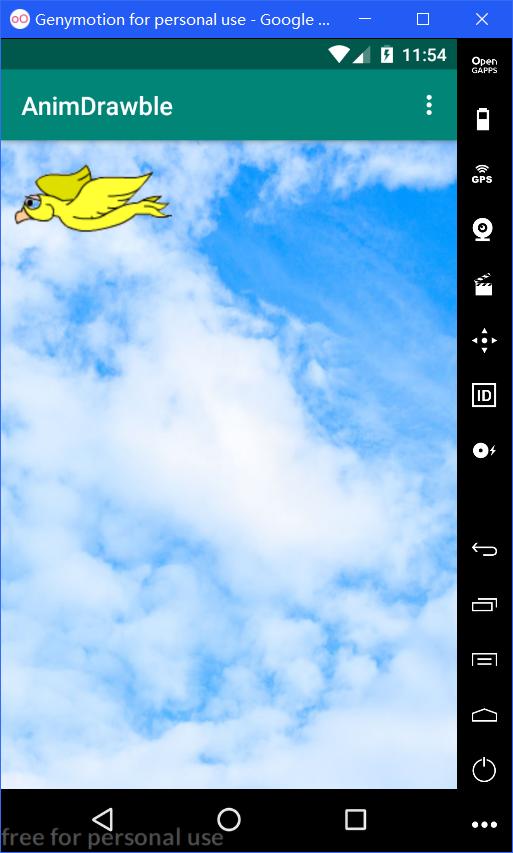 Genymotion for personal use - Google ...
Open
GAPPS
11:54
AnimDrawble
GPS
ID
free for personal use